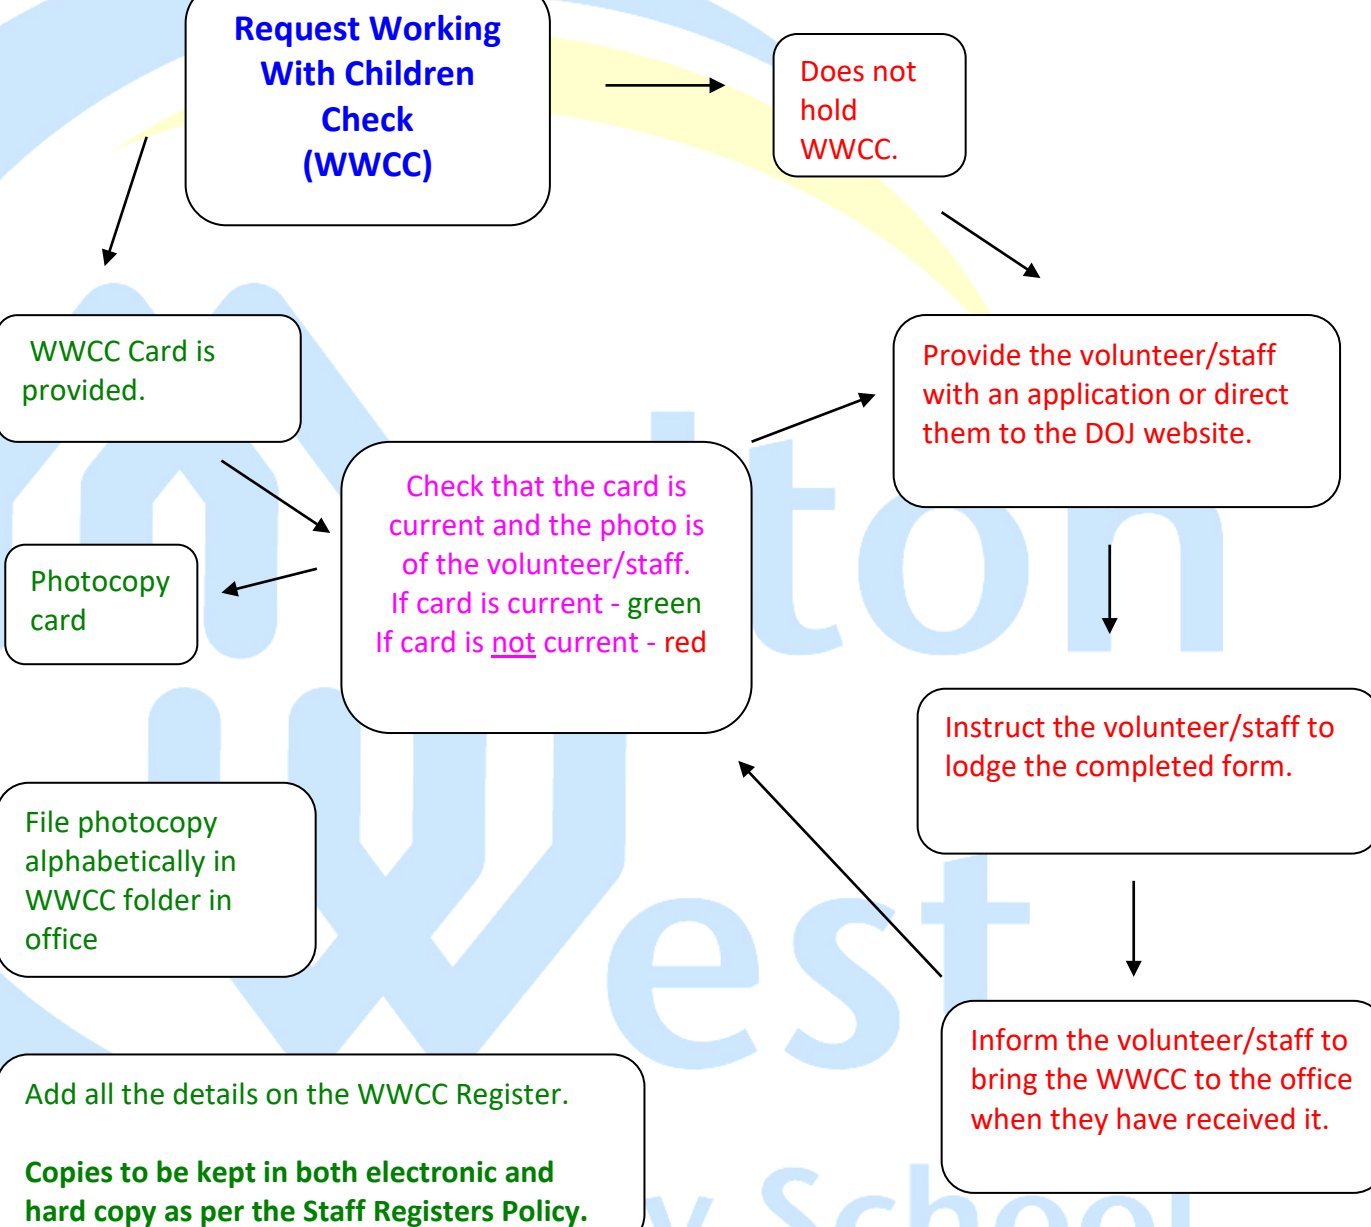 Request Working
With Children
Check
(WWCC)
Does not
hold
WWCC.
WWCC Card is
provided.
Provide the volunteer/staff
with an application or direct
them to the DOJ website.
Check that the card is
current and the photo is
of the volunteer/staff.
If card is current - green
If card is not current - red
Photocopy
card
Instruct the volunteer/staff to
lodge the completed form.
File photocopy
alphabetically in
WWCC folder in
office
Inform the volunteer/staff to
bring the WWCC to the office
when they have received it.
Add all the details on the WWCC Register.
Copies to be kept in both electronic and
hard copy as per the Staff Registers Policy.
West
School